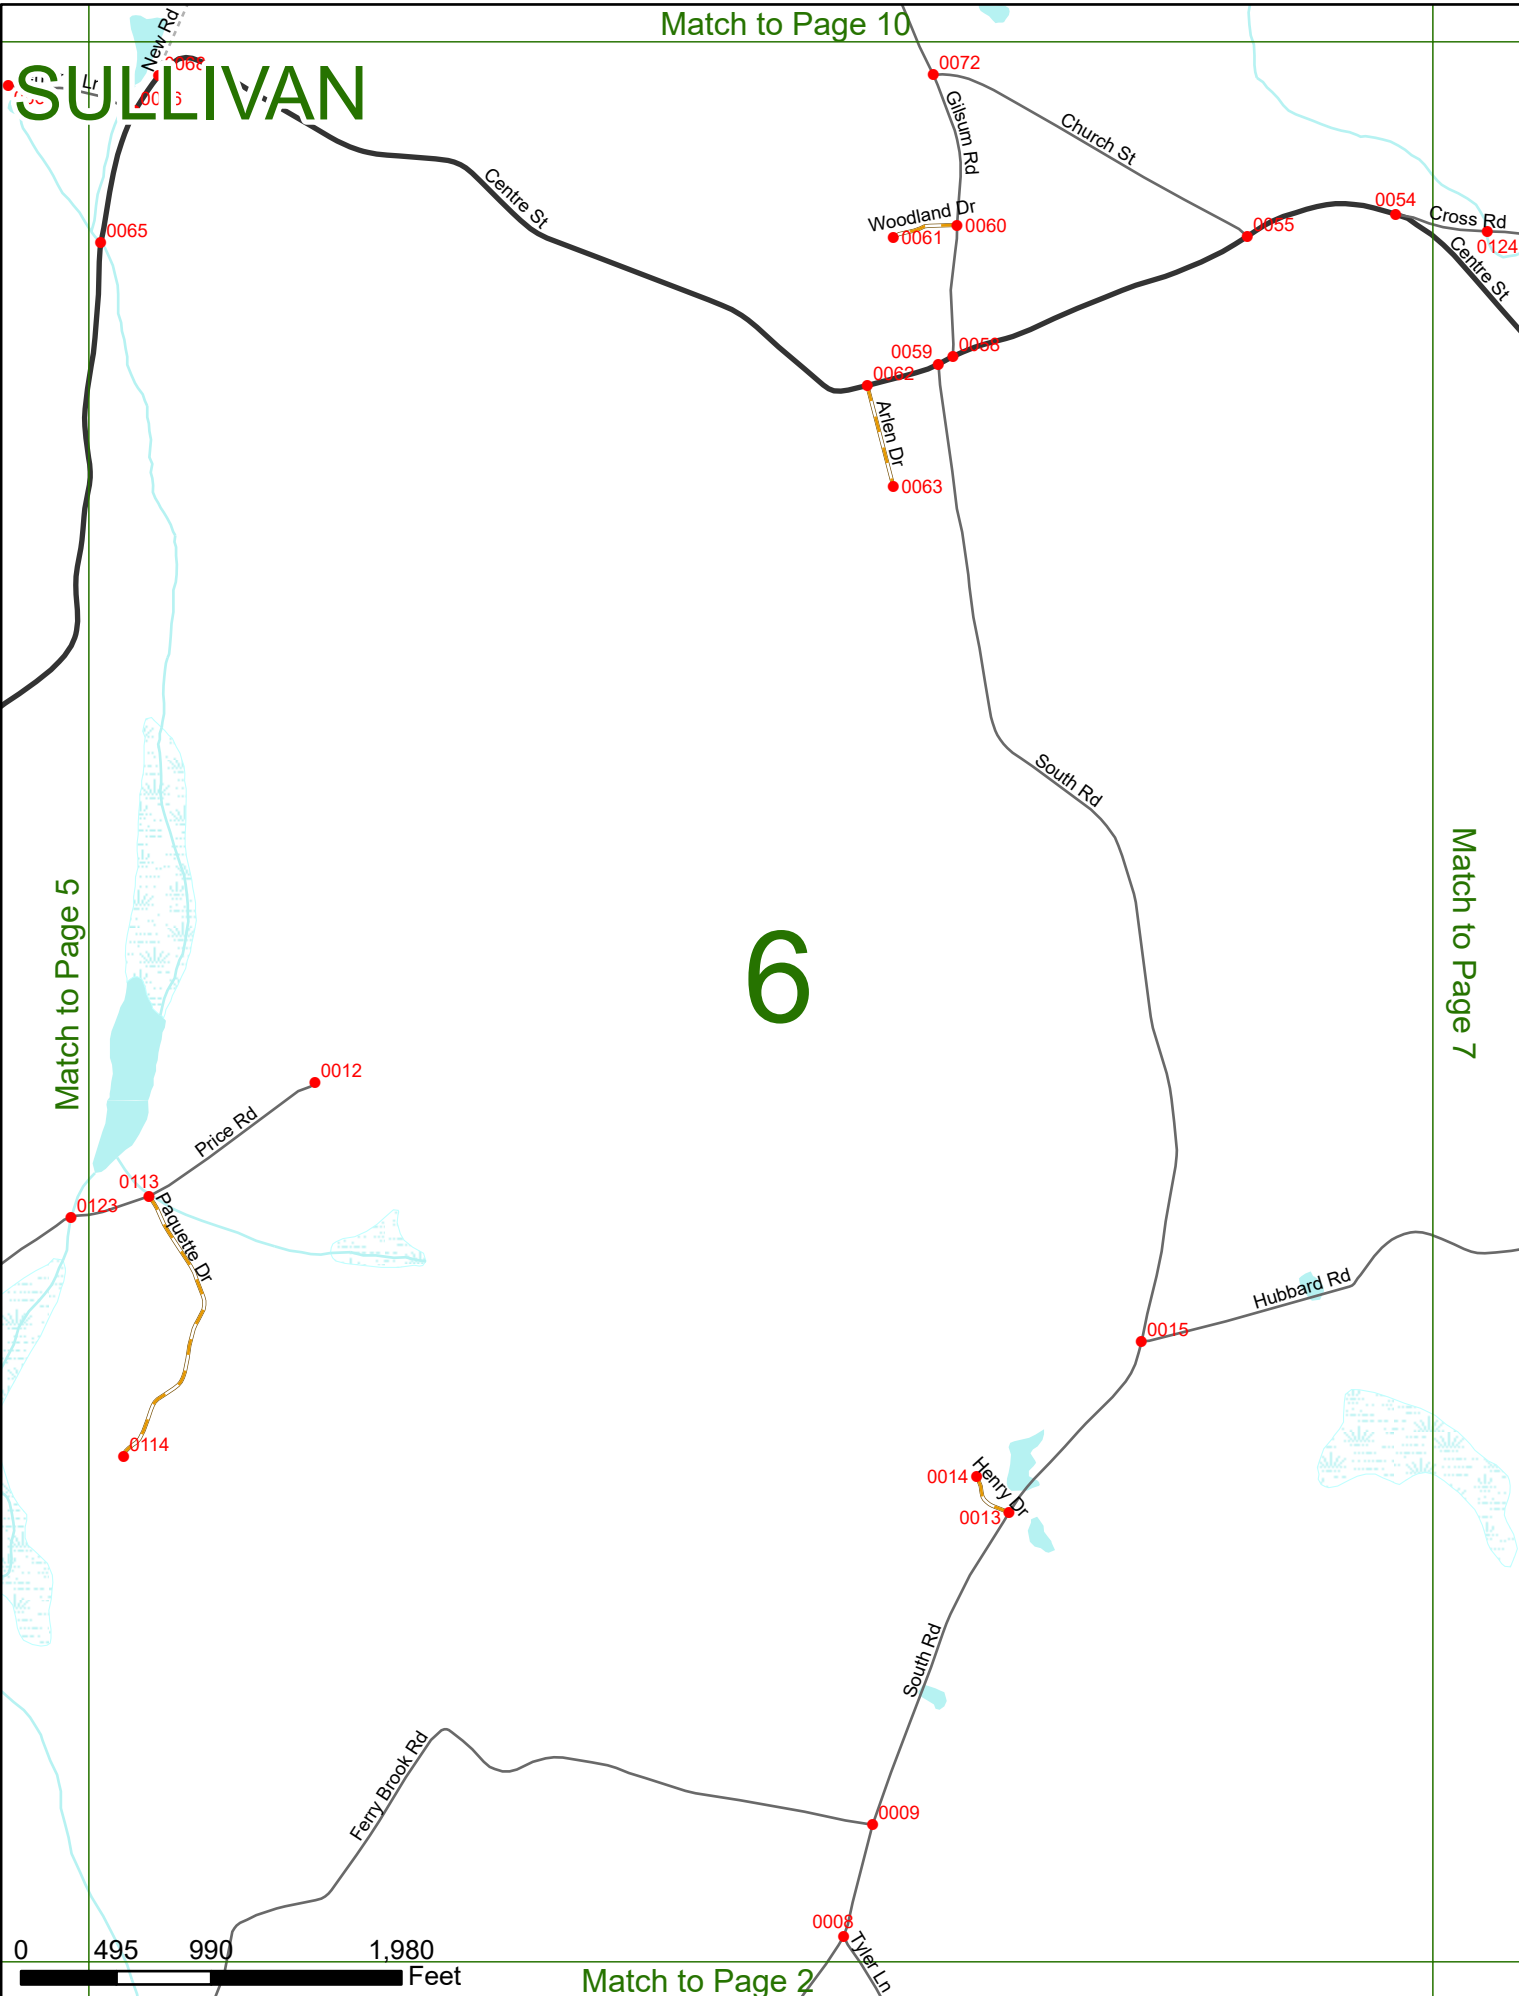 Match to Page 10
New Rd
SULLIVAN
Ln
0072
Gilsum Rd
Church St
Centre St
0065
Woodland Dr
0060
0061
0055
0054
Cross Rd
0124
Centre St
0059
0058
0062
Arlen Dr
0063
South Rd
Match to Page 5
6
Match to Page 7
0012
Price Rd
0113
0123
Paquette Dr
0114
Hubbard Rd
0015
0014
Henry Dr
0013
South Rd
Ferry Brook Rd
0009
0008
Tyler Ln
0 495 990 1,980
Feet
Match to Page 2